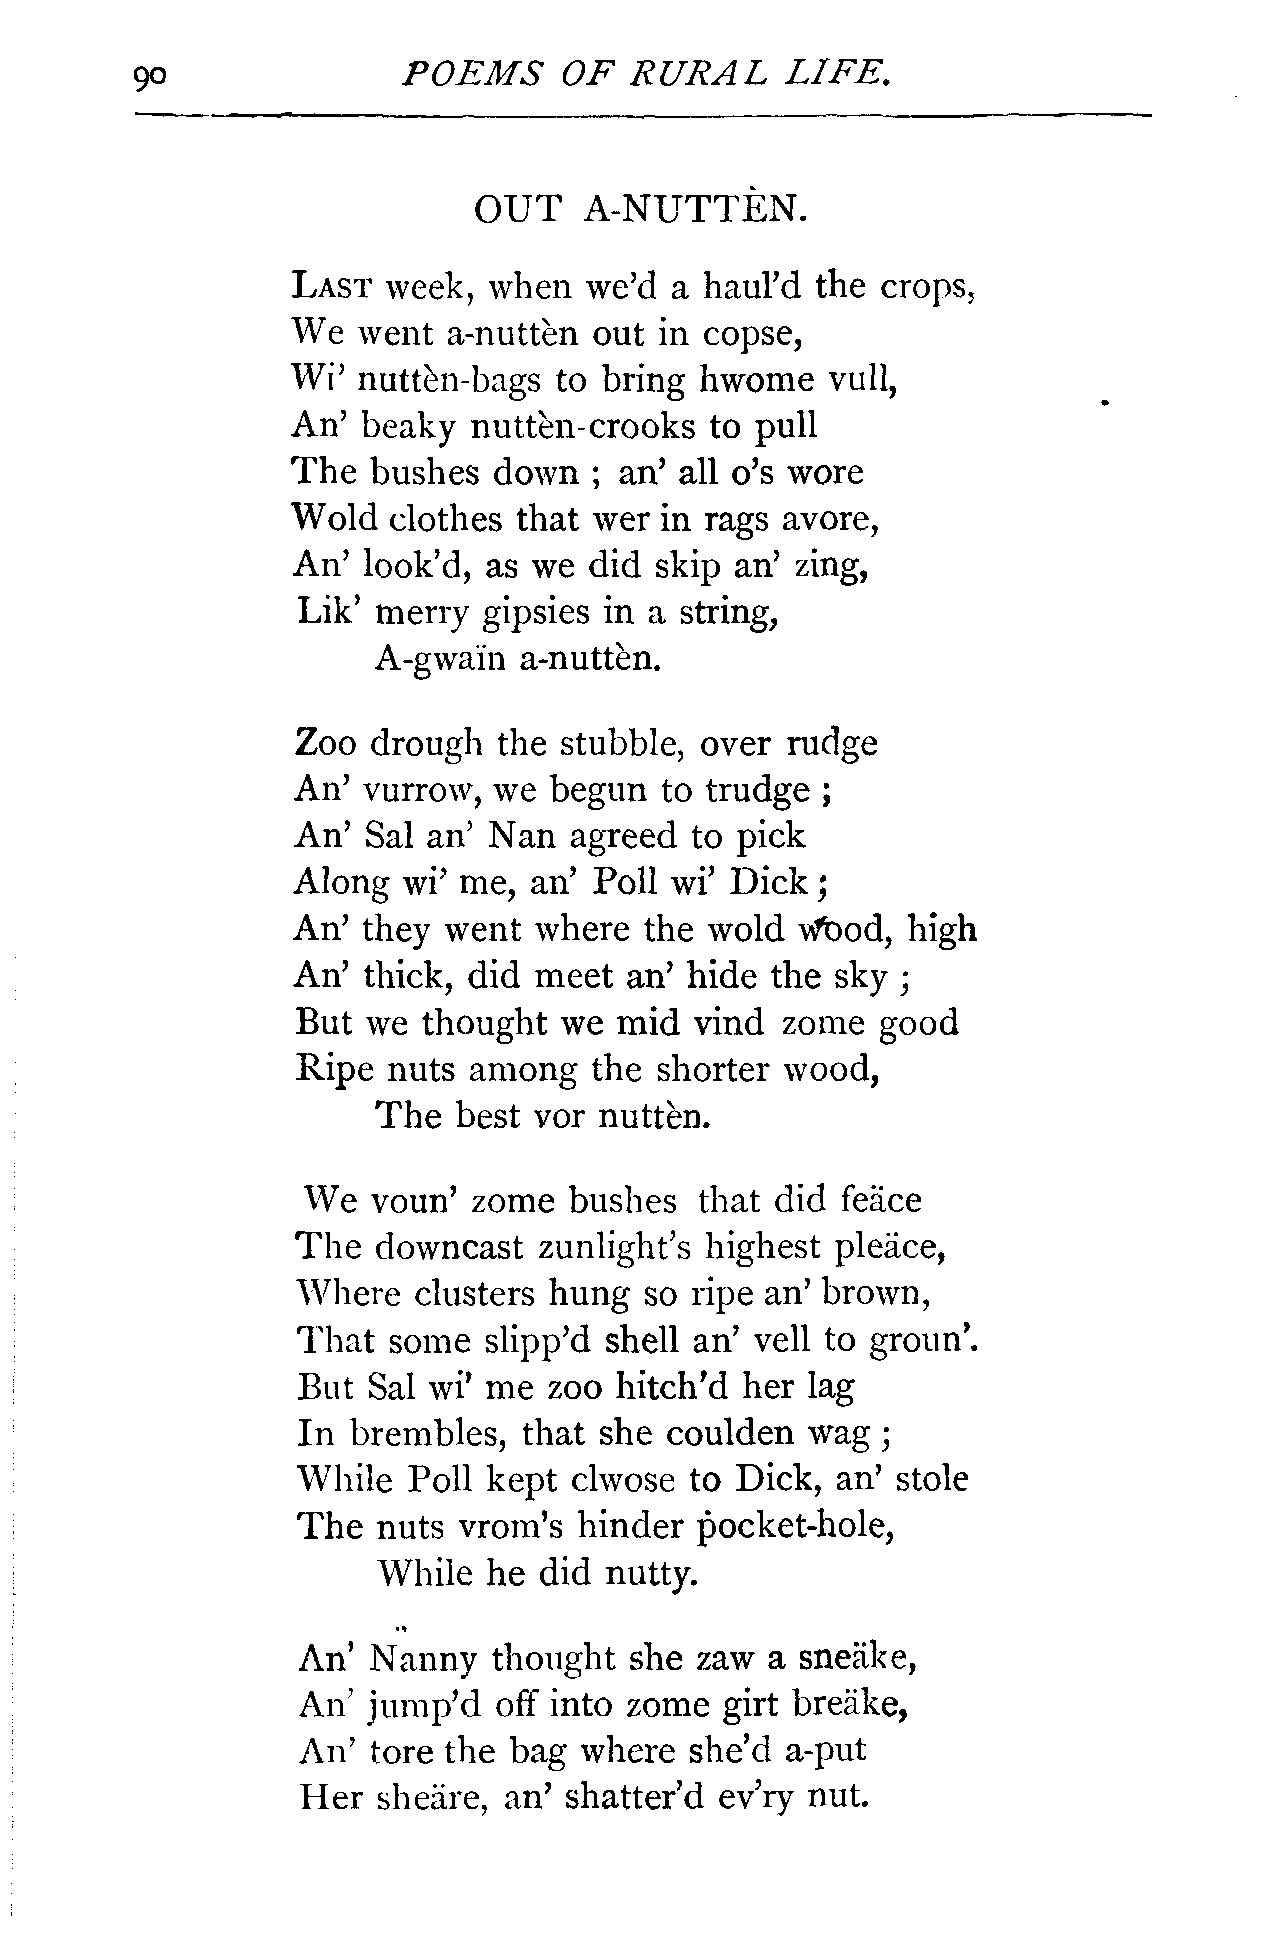 90 POEMS OF RURAL LIFE.
OUT A-NUTTÈN.
LAST week, when we'd a haul'd the crops,
We went a-nuttèn out in copse,
Wi' nuttèn-bags to bring hwome vull,
An' beaky nuttèn-crooks to pull
The bushes down ; an' all o's wore
Wold clothes that wer in rags avore,
An' look'd, as we did skip an' zing,
Lik' merry gipsies in a string,
A-gwaïn a-nuttèn.
Zoo drough the stubble, over rudge
An' vurrow, we begun to trudge ;
An' Sal an' Nan agreed to pick
Along wi' me, an' Poll wi' Dick ;
An' they went where the wold wood, high
An' thick, did meet an' hide the sky ;
But we thought we mid vind zome good
Ripe nuts among the shorter wood,
The best vor nuttèn.
We voun' zome bushes that did feäce
The downcast zunlight's highest pleäce,
Where clusters hung so ripe an' brown,
That some slipp'd shell an' vell to groun'.
But Sal wi' me zoo hitch'd her lag
In brembles, that she coulden wag ;
While Poll kept clwose to Dick, an' stole
The nuts vrom's hinder pocket-hole,
While he did nutty.
An' Nanny thought she zaw a sneäke,
An' jump'd off into zome girt breäke,
An' tore the bag where she'd a-put
Her sheäre, an' shatter'd ev'ry nut.